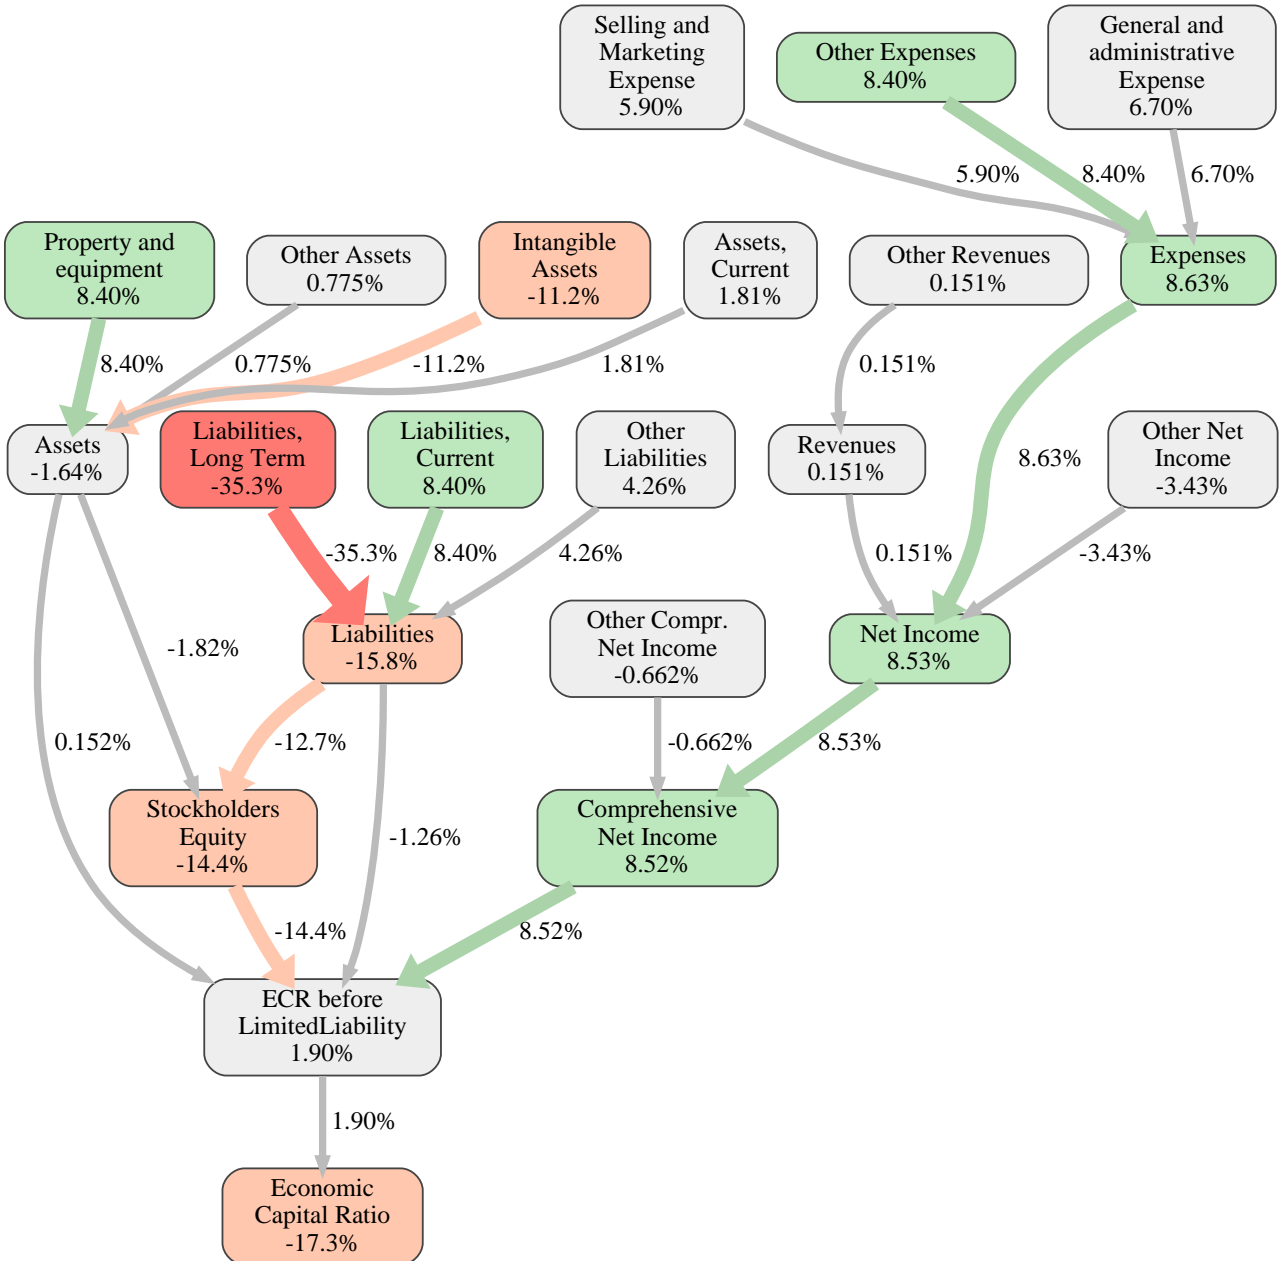 Selling and
Marketing
Expense
5.90%
Other Expenses
8.40%
General and
administrative
Expense
6.70%
5.90%
8.40%
6.70%
Property and
equipment
8.40%
Other Assets
0.775%
Intangible
Assets
-11.2%
Assets,
Current
1.81%
Other Revenues
0.151%
Expenses
8.63%
8.40%
0.775%
-11.2%
1.81%
0.151%
8.63%
Assets
-1.64%
Liabilities,
Long Term
-35.3%
Liabilities,
Current
8.40%
Other
Liabilities
4.26%
Revenues
0.151%
Other Net
Income
-3.43%
-35.3%
8.40%
4.26%
0.151%
-3.43%
-1.82%
Liabilities
-15.8%
Other Compr.
Net Income
-0.662%
Net Income
8.53%
0.152%
-12.7%
-0.662%
8.53%
Stockholders
Equity
-14.4%
-1.26%
Comprehensive
Net Income
8.52%
-14.4%
8.52%
ECR before
LimitedLiability
1.90%
1.90%
Economic
Capital Ratio
-17.3%